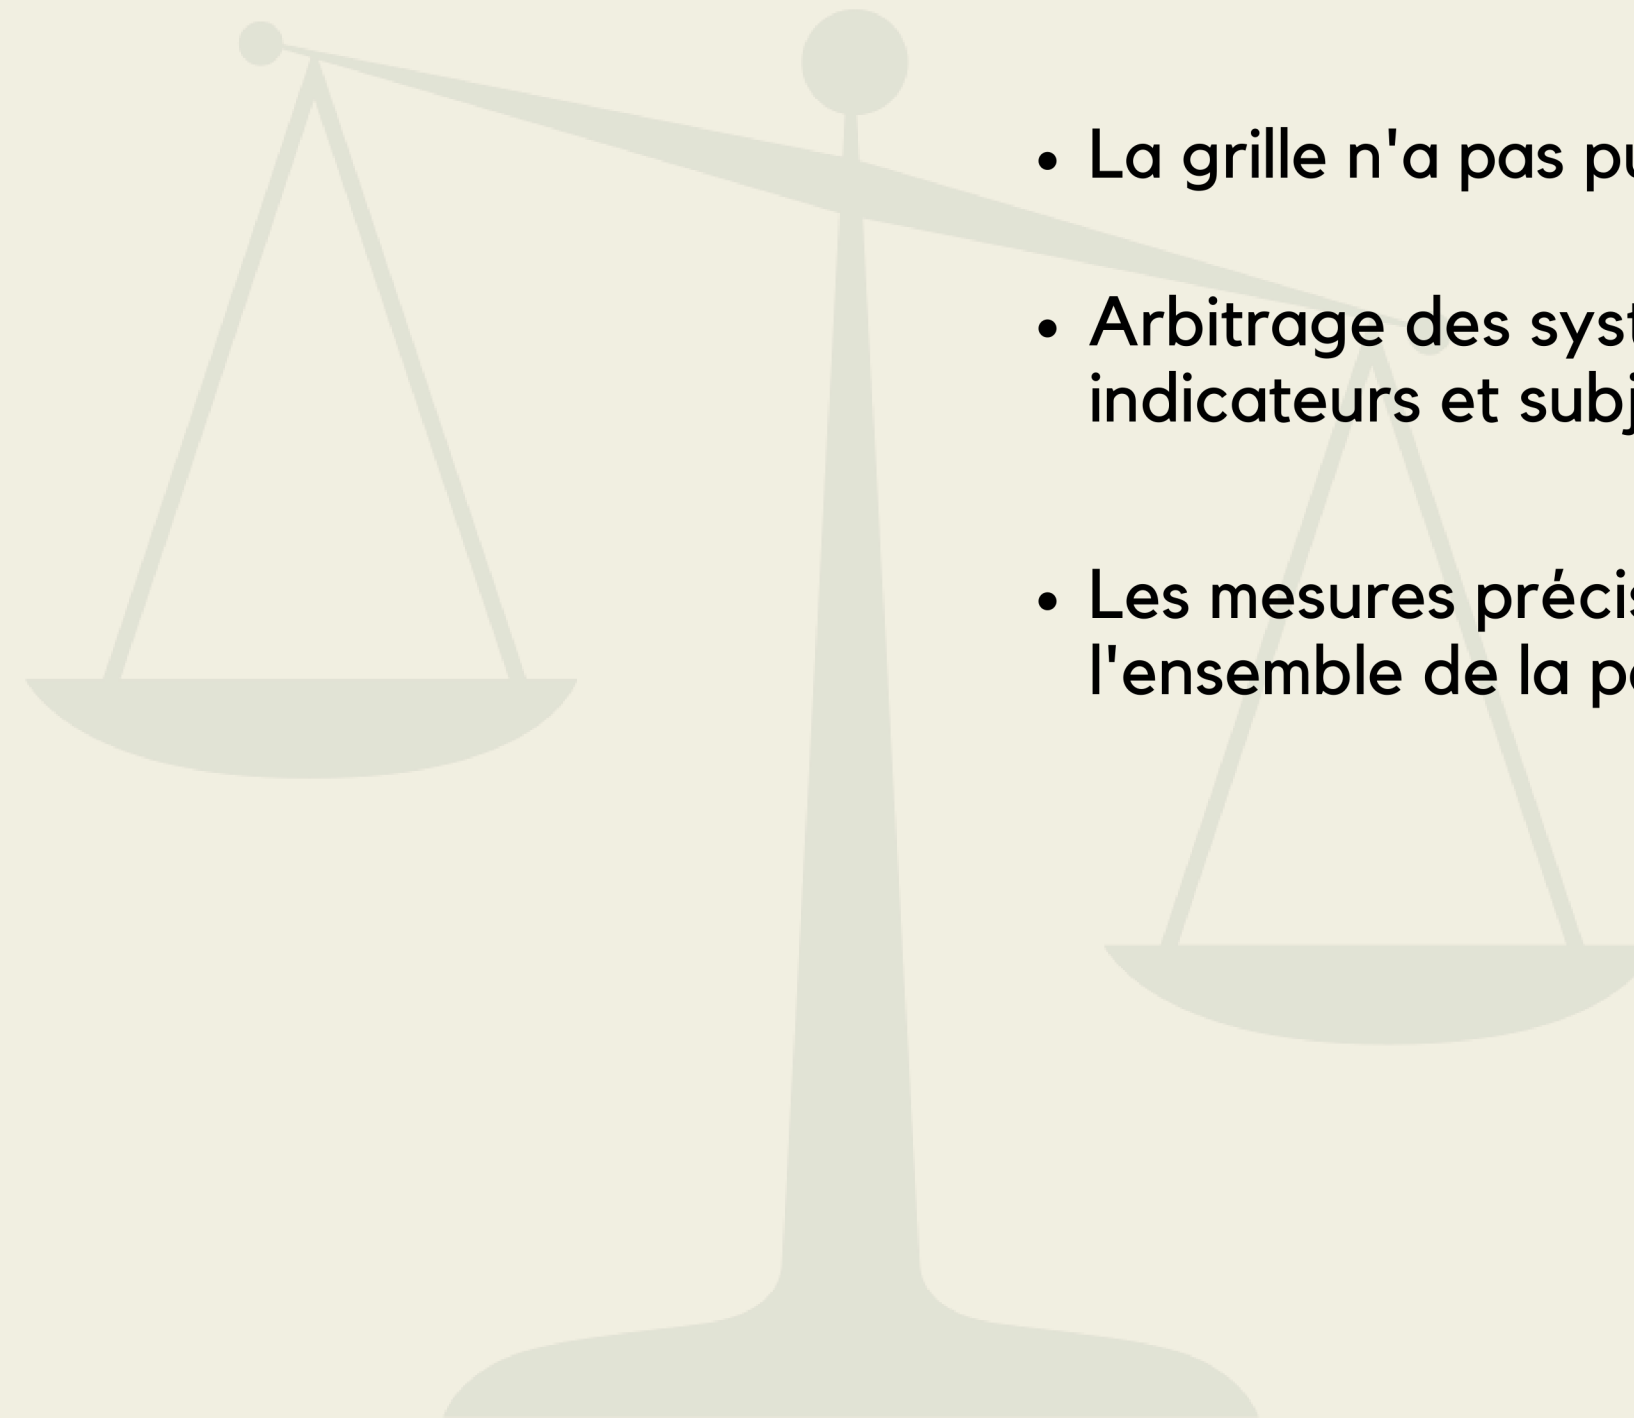 • La grille n'a pas
• Arbitrage des
indicateurs et
• Les mesures
l'ensemble de la